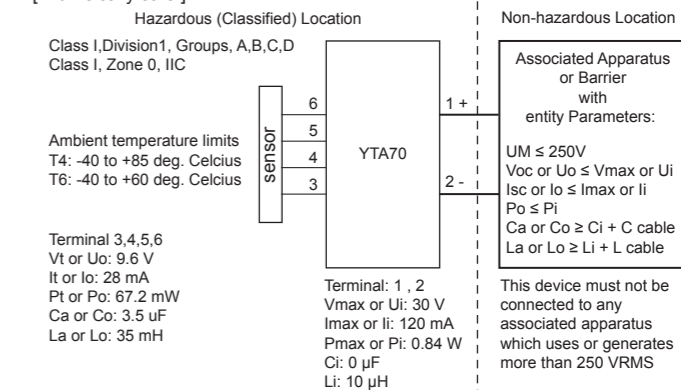 Hazardous (Classified) Location
Class I,Division1, Groups, A,B,C,D
Class I, Zone 0, IIC
Ambient temperature limits
T4: -40 to +85 deg. Celcius
T6: -40 to +60 deg. Celcius
Terminal 3,4,5,6
Vt or Uo: 9.6 V
It or Io: 28 mA
Pt or Po: 67.2 mW
Ca or Co: 3.5 uF
La or Lo: 35 mH
sensor
6
5
4
3
YTA70
1 +
2 -
Terminal: 1 , 2
Vmax or Ui: 30 V
Imax or Ii: 120 mA
Pmax or Pi: 0.84 W
Ci: 0 µF
Li: 10 µH
Non-hazardous Location
Associated Apparatus
or Barrier
with
entity Parameters:
UM ≤ 250V
Voc or Uo ≤ Vmax or Ui
Isc or Io ≤ Imax or Ii
Po ≤ Pi
Ca or Co ≥ Ci + C cable
La or Lo ≥ Li + L cable
This device must not be
connected to any
associated apparatus
which uses or generates
more than 250 VRMS